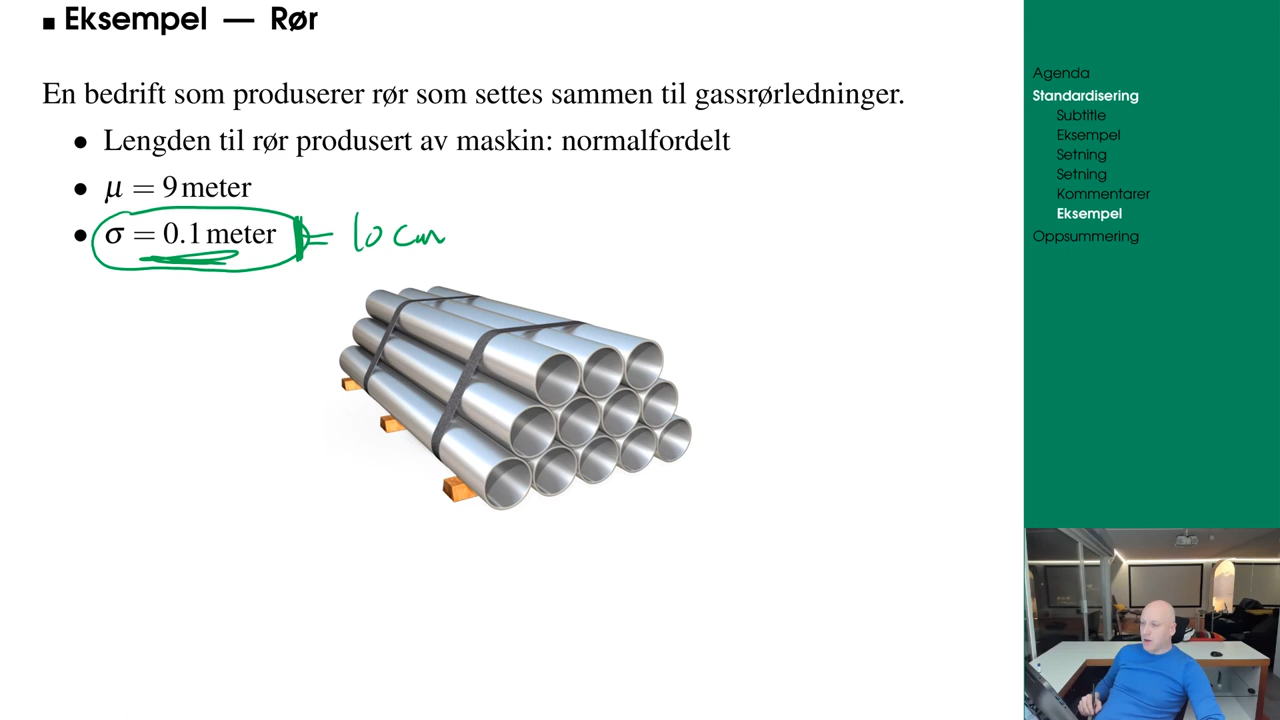 Eksempel — Rør
En bedrift som produserer rør som settes sammen til gassrørledninger.
• Lengden til rør produsert av maskin: normalfordelt
• μ = 9 meter
• σ = 0.1 meter = 10 cm
Agenda
Standardisering
Subtitle
Eksempel
Setning
Setning
Kommentarer
Eksempel
Oppsummering